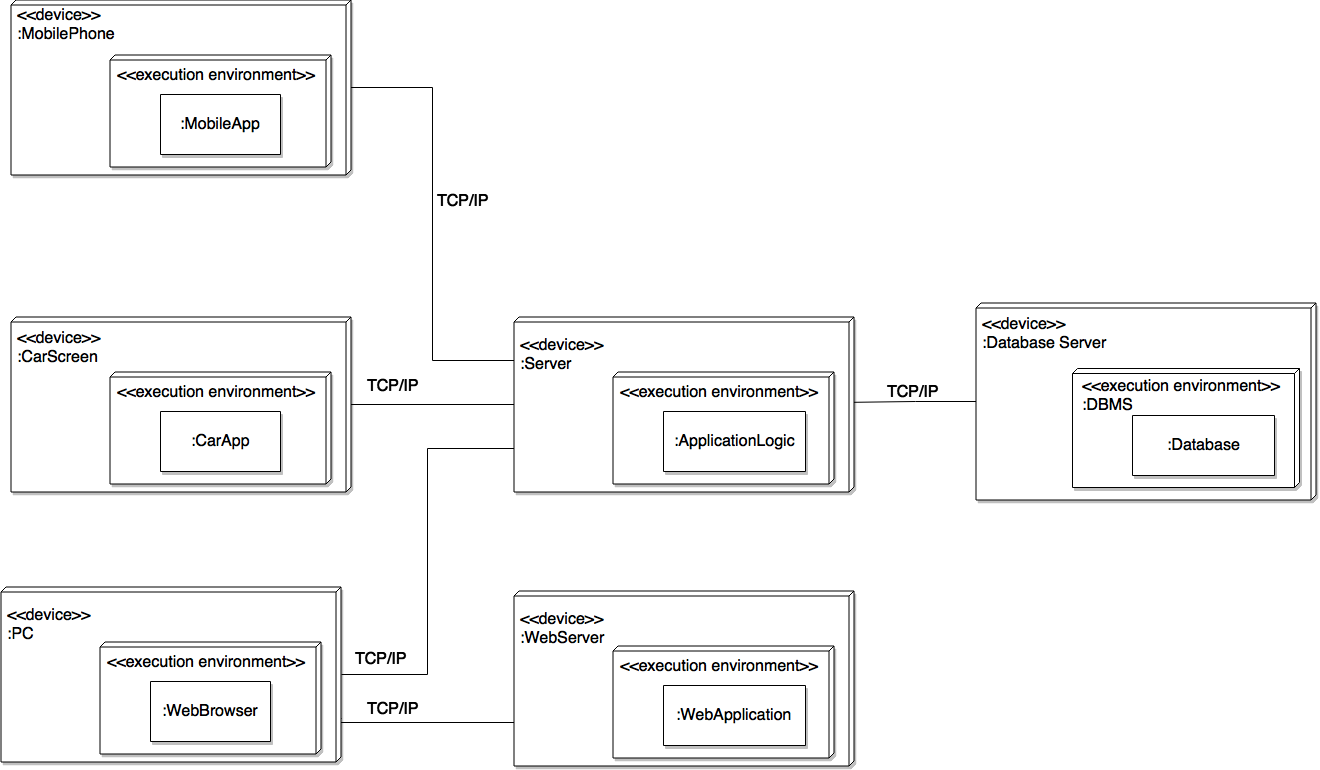 <<device>>
:MobilePhone
<<execution environment>>
:MobileApp
TCP/IP
<<device>>
:CarScreen
<<execution environment>>
:CarApp
TCP/IP
<<device>>
:Server
<<execution environment>>
:ApplicationLogic
TCP/IP
<<device>>
:Database Server
<<execution environment>>
:DBMS
:Database
<<device>>
:PC
<<execution environment>>
:WebBrowser
TCP/IP
TCP/IP
<<device>>
:WebServer
<<execution environment>>
:WebApplication